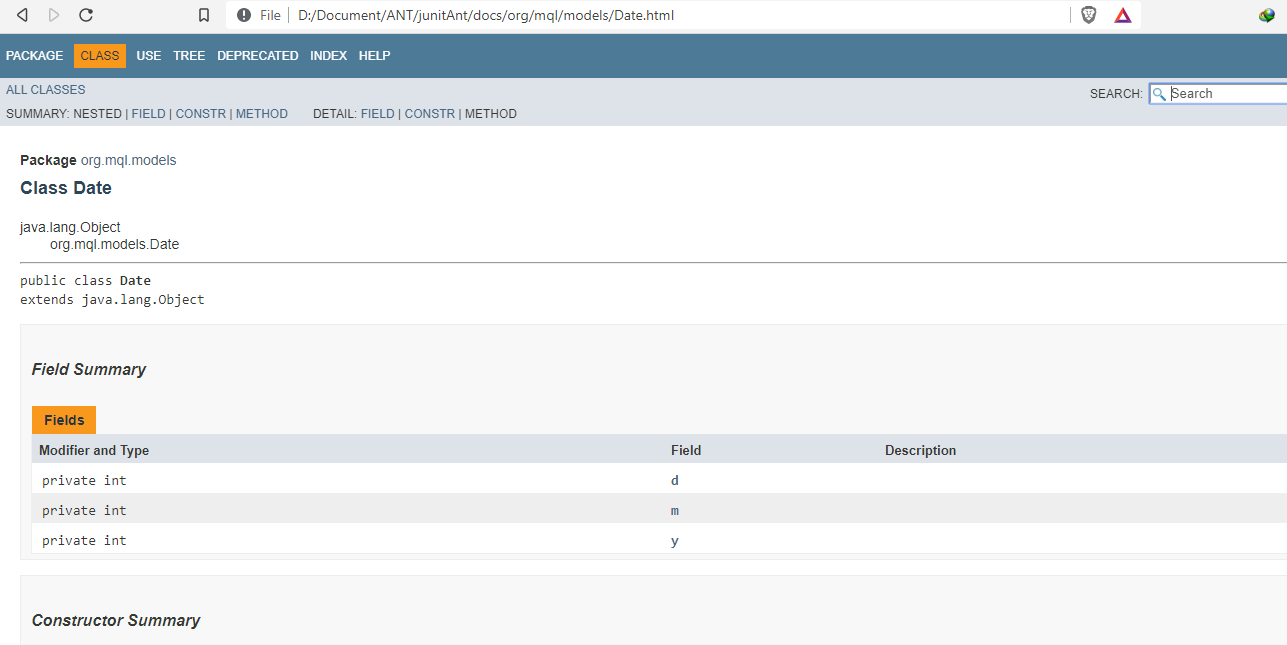 File D:/Document/ANT/junitAnt/docs/org/mql/models/Date.html
PACKAGE CLASS USE TREE DEPRECATED INDEX HELP
ALL CLASSES
SEARCH: Search
SUMMARY: NESTED | FIELD | CONSTR | METHOD DETAIL: FIELD | CONSTR | METHOD
Package org.mql.models
Class Date
java.lang.Object
org.mql.models.Date
public class Date
extends java.lang.Object
Field Summary
Fields
Modifier and Type Field Description
private int d
private int m
private int y
Constructor Summary